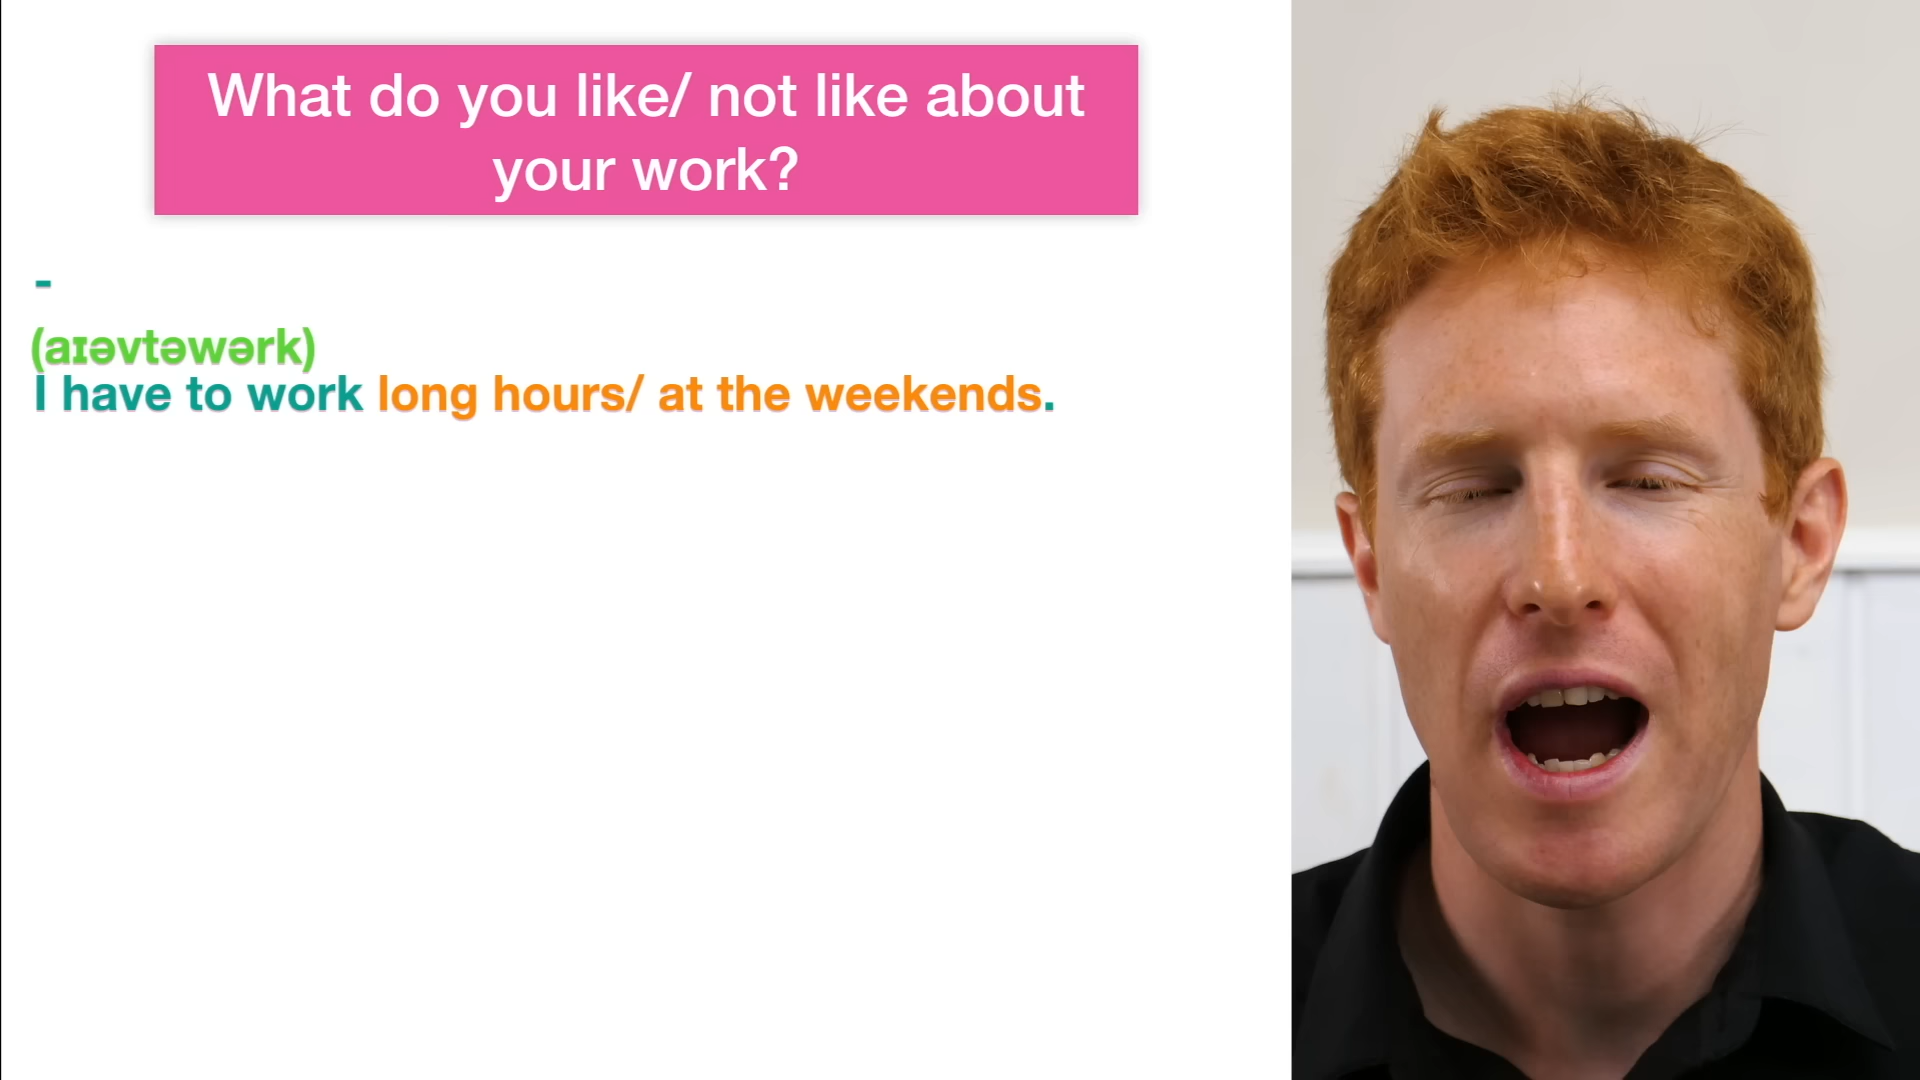 What do you like/ not like about
your work?
-
(aɪəvtəwərk)
I have to work long hours/ at the weekends.